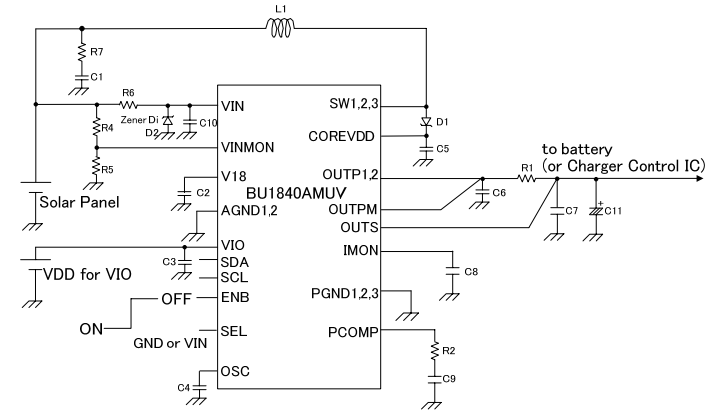 L1
R7
C1
R6
Zener Di
D2
C10
R4
R5
VIN
VINMON
V18
C2
AGND1,2
BU1840AMUV
SW1,2,3
D1
COREVDD
C5
to battery
(or Charger Control IC)
OUTP1,2
R1
C6
OUTPM
OUTS
C7
+
C11
Solar Panel
VIO
C3
SDA
SCL
VDD for VIO
IMON
C8
OFF
ENB
ON
PGND1,2,3
SEL
GND or VIN
PCOMP
R2
OSC
C4
C9